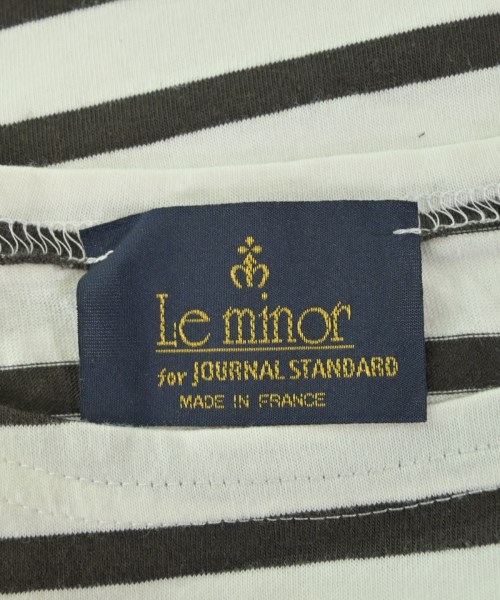 Le minor
for JOURNAL STANDARD
MADE IN FRANCE